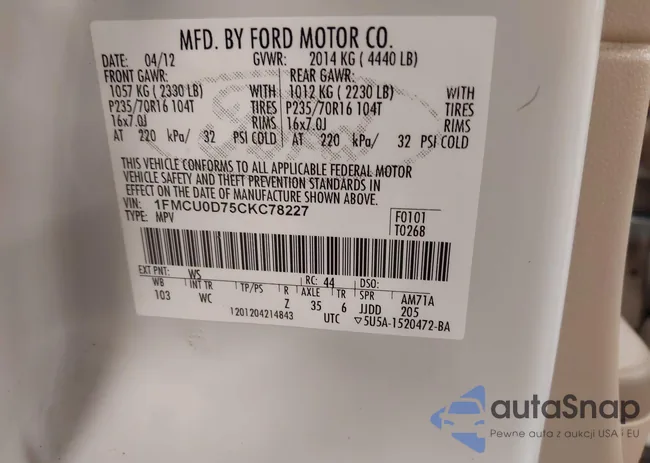 MFD. BY FORD MOTOR CO.
DATE: 04/12 GVWR: 2014 KG ( 4440 LB)
FRONT GAWR: REAR GAWR:
1057 KG ( 2330 LB) WITH 1012 KG ( 2230 LB) WITH
P235/70R16 104T TIRES P235/70R16 104T TIRES
16x7.0J RIMS 16x7.0J RIMS
AT 220 kPa/ 32 PSI COLD AT 220 kPa/ 32 PSI COLD
THIS VEHICLE CONFORMS TO ALL APPLICABLE FEDERAL MOTOR
VEHICLE SAFETY AND THEFT PREVENTION STANDARDS IN
EFFECT ON THE DATE OF MANUFACTURE SHOWN ABOVE.
VIN: 1FMCU0D75CKC78227 F0101
TYPE: MPV T0268
EXT PNT: WS RC: 44 DSO:
WB INT TR TP/PS R AXLE TR SPR AM71A
103 WC Z 35 6 JJDD 205
1201204214843 UTC ▽5U5A-1520472-BA
autaSnap
Pewne auta z aukcji USA i EU